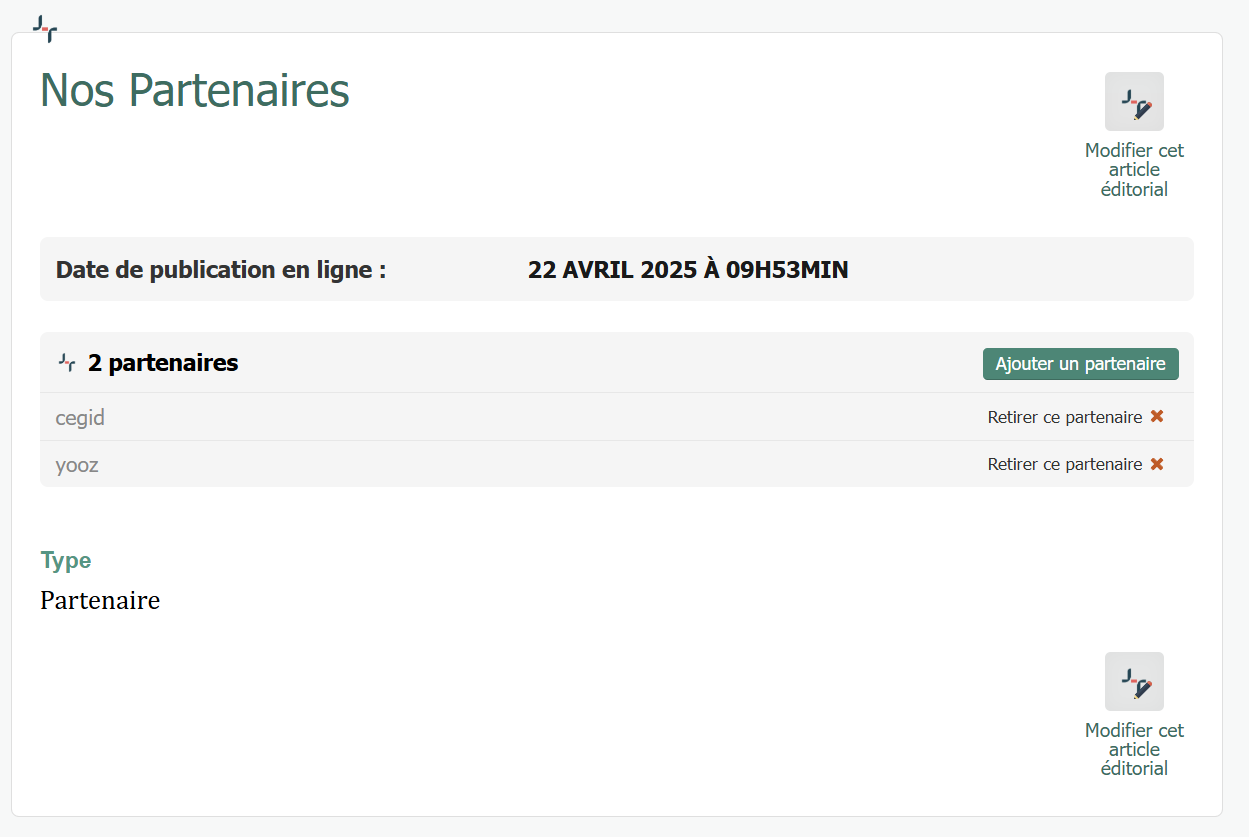 Nos Partenaires
Modifier cet
article
éditorial
Date de publication en ligne : 22 AVRIL 2025 À 09H53MIN
2 partenaires Ajouter un partenaire
cegid Retirer ce partenaire
yooz Retirer ce partenaire
Type
Partenaire
Modifier cet
article
éditorial